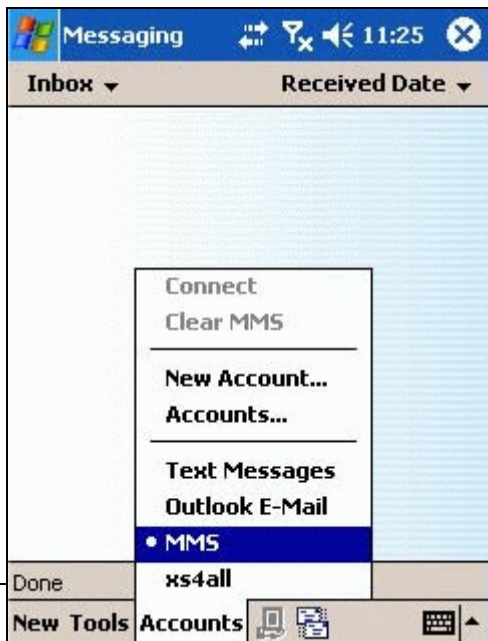 Messaging 11:25
Inbox Received Date
Connect
Clear MMS
New Account...
Accounts...
Text Messages
Outlook E-Mail
MMS
xs4all
Done
New Tools Accounts